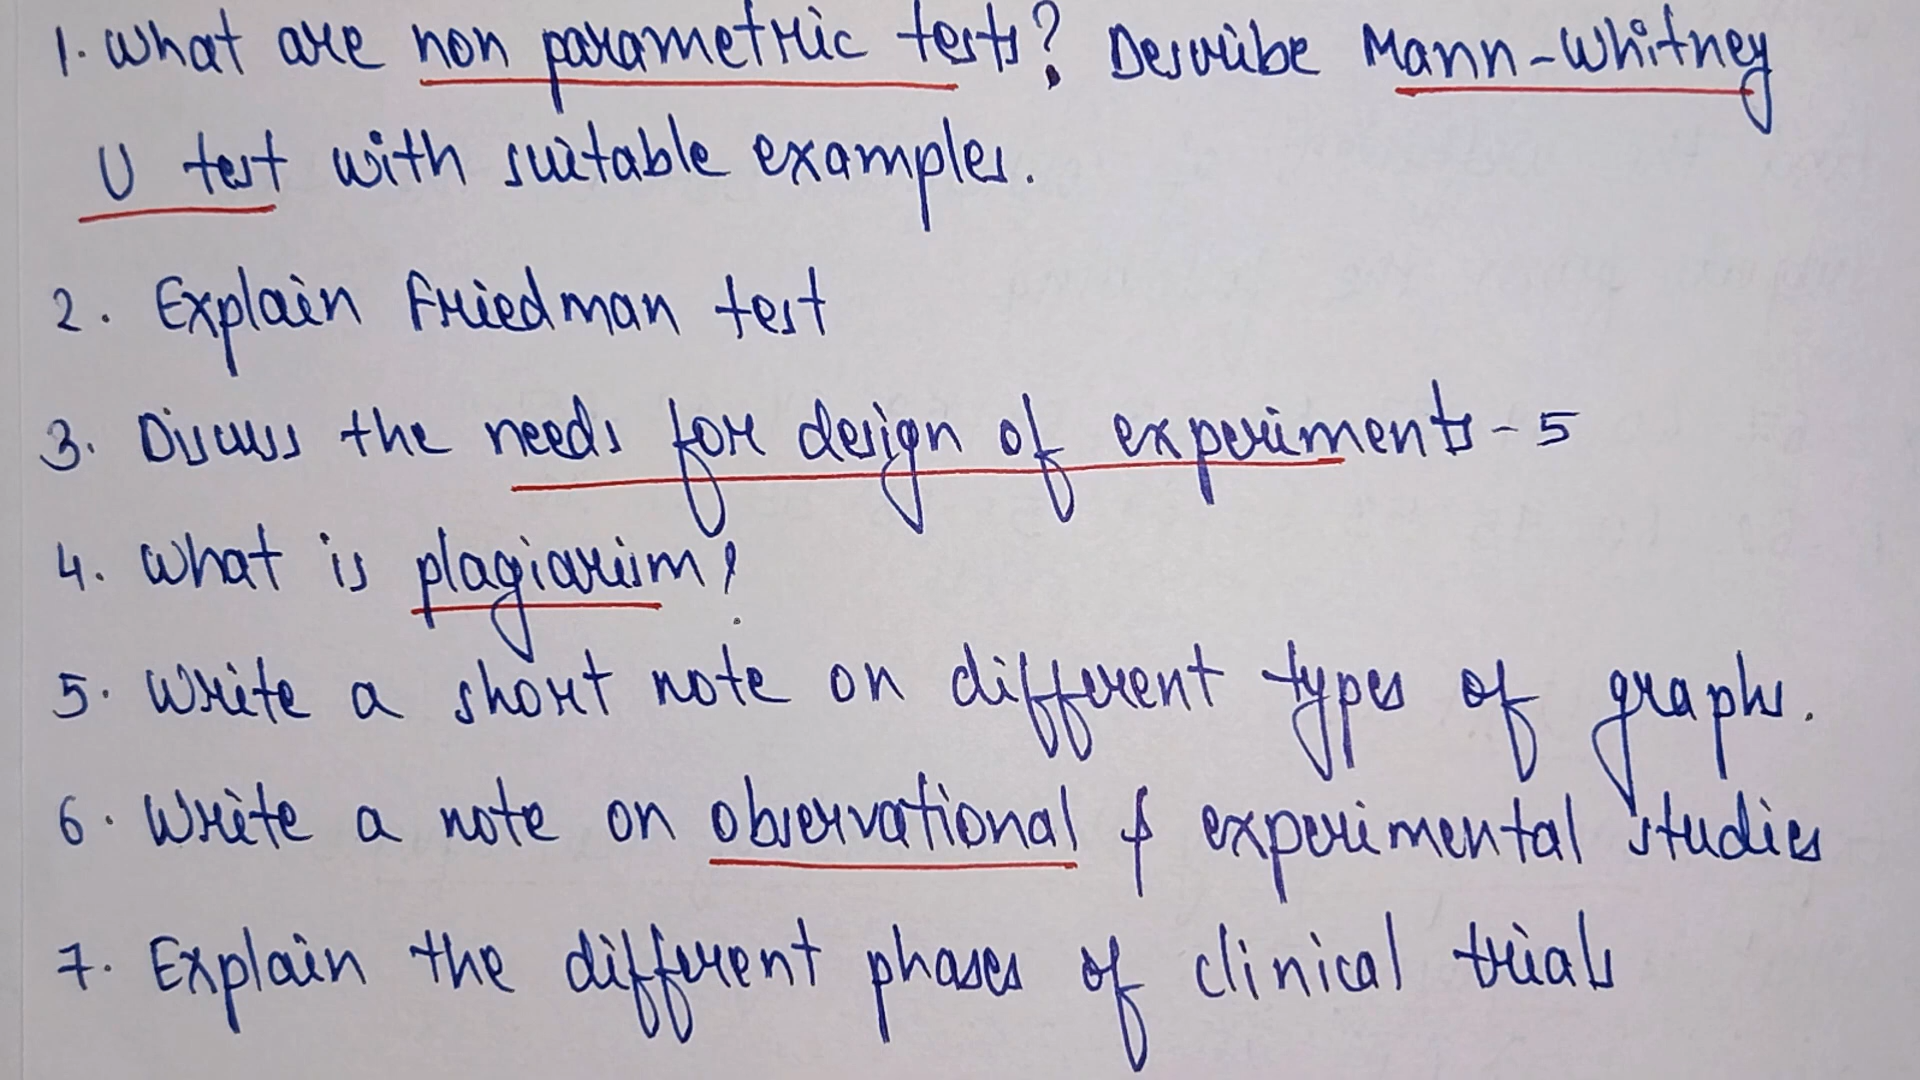 1. What are non parametric tests? Describe Mann-Whitney
U test with suitable examples.
2. Explain Friedman test
3. Discuss the needs for design of experiments - 5
4. What is plagiarism?
5. Write a short note on different types of graphs.
6. Write a note on observational & experimental studies
7. Explain the different phases of clinical trials